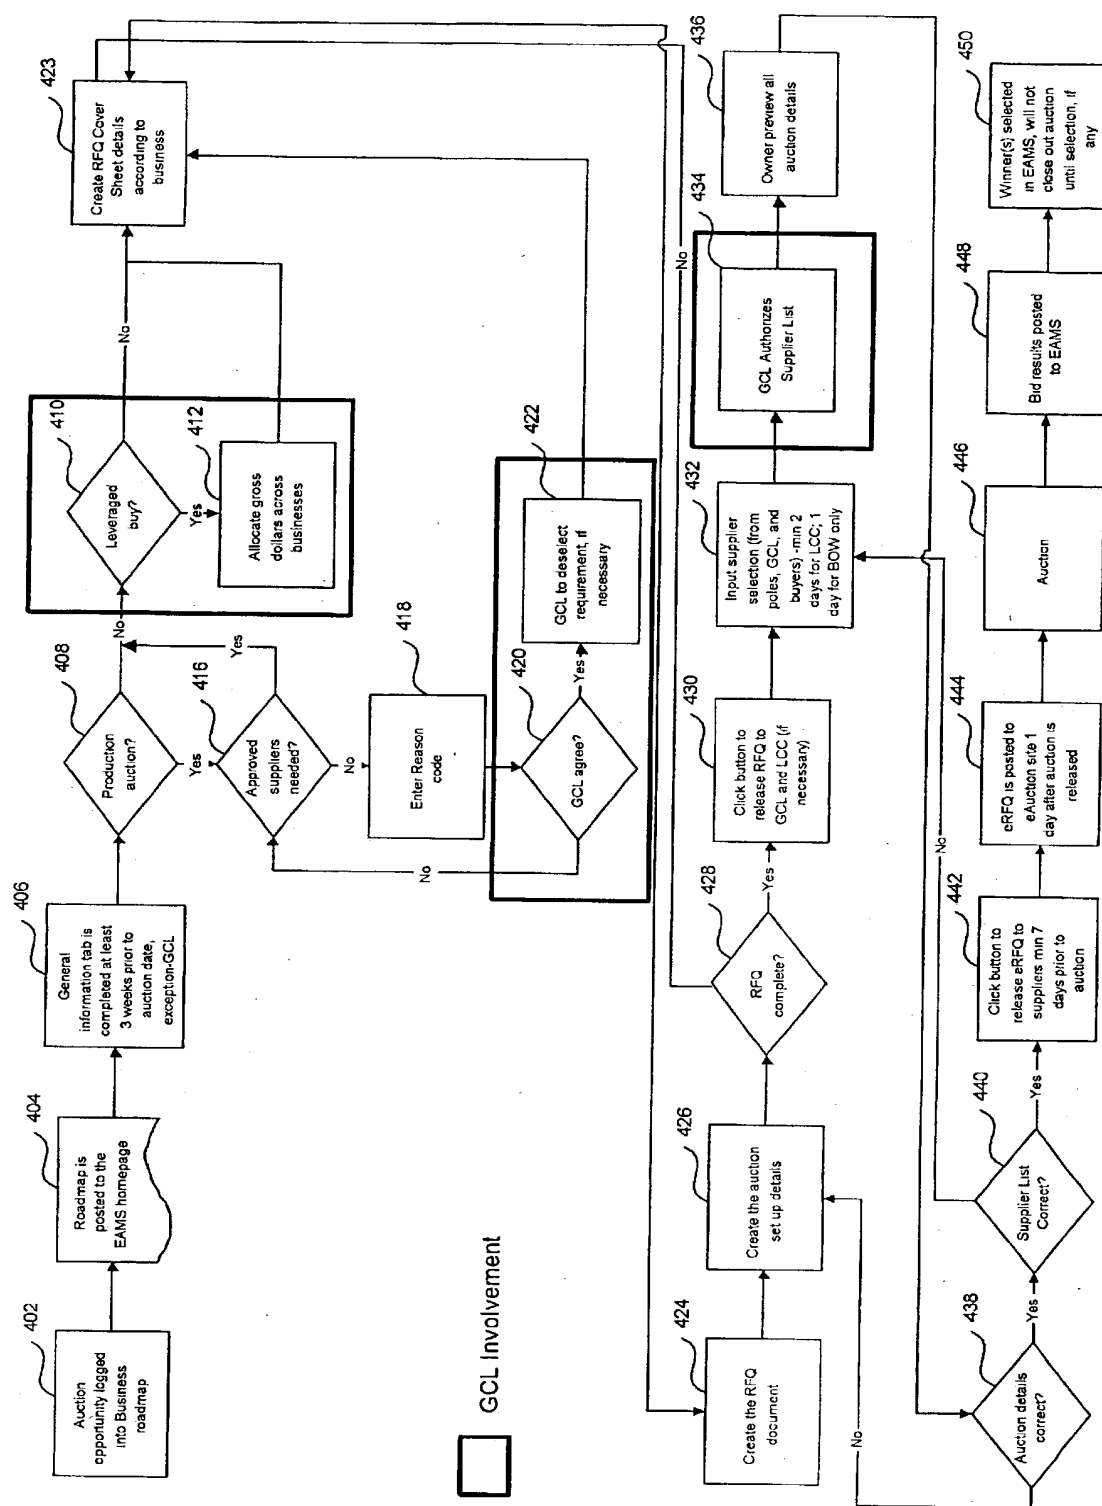 402
Auction
opportunity logged
into Business
roadmap
404
Roadmap is
posted to the
EAMS homepage
406
General
information tab is
completed at least
3 weeks prior to
auction date,
exception-GCL
408
Production
auction?
Yes
No
410
Leveraged
buy?
No
Yes
412
Allocate gross
dollars across
businesses
416
Approved
suppliers
needed?
Yes
No
418
Enter Reason
code
420
GCL agree?
No
Yes
422
GCL to deselect
requirement, if
necessary
423
Create RFQ Cover
Sheet details
according to
business
GCL Involvement
424
Create the RFQ
document
426
Create the auction
set up details
428
RFQ
complete?
Yes
No
430
Click button to
release RFQ to
GCL and LCC (if
necessary)
432
Input supplier
selection (from
poles, GCL, and
buyers) -min 2
days for LCC; 1
day for BOW only
434
GCL Authorizes
Supplier List
436
Owner preview all
auction details
438
Auction details
correct?
No
Yes
440
Supplier List
Correct?
No
Yes
442
Click button to
release eRFQ to
suppliers min 7
days prior to
auction
444
eRFQ is posted to
eAuction site 1
day after auction is
released
446
Auction
448
Bid results posted
to EAMS
450
Winner(s) selected
in EAMS, will not
close out auction
until selection, if
any